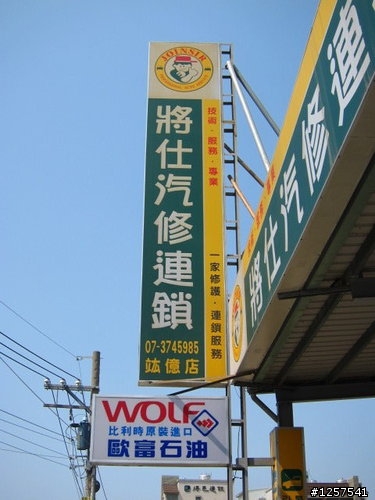 JOINSIR
技術・服務・專業
將仕汽修連鎖
一家修護・連鎖服務
07-3745985
竑億店
將仕汽修連
WOLF
比利時原裝進口
歐富石油
#1257541